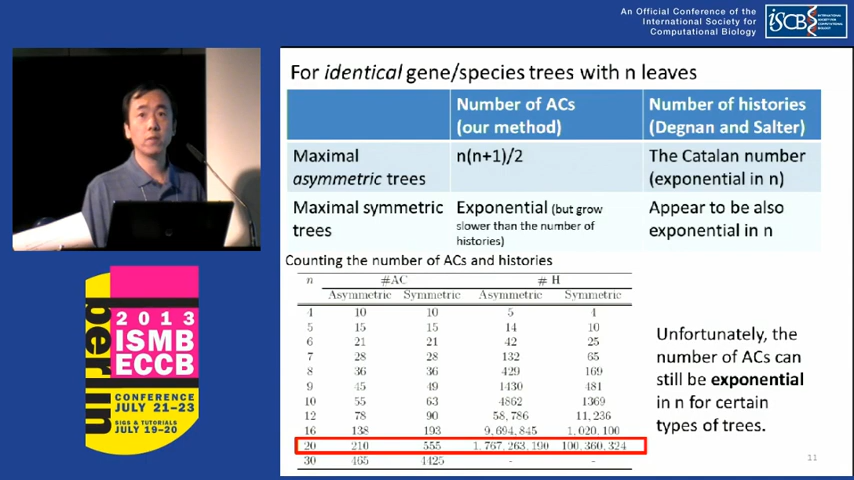 An Official Conference of the
International Society for
Computational Biology
ISCB
INTERNATIONAL
SOCIETY FOR
COMPUTATIONAL
BIOLOGY
For identical gene/species trees with n leaves
Number of ACs
(our method)
Number of histories
(Degnan and Salter)
Maximal
asymmetric trees
n(n+1)/2
The Catalan number
(exponential in n)
Maximal symmetric
trees
Exponential (but grow
slower than the number of
histories)
Appear to be also
exponential in n
Counting the number of ACs and histories
n #AC # H
Asymmetric Symmetric Asymmetric Symmetric
4 10 10 5 4
5 15 15 14 10
6 21 21 42 25
7 28 28 132 65
8 36 36 429 169
9 45 49 1430 481
10 55 63 4862 1369
12 78 90 58,786 11,236
16 138 193 9,694,845 1,020,100
20 210 555 1,767,263,190 100,360,324
30 465 4425 - -
Unfortunately, the
number of ACs can
still be exponential
in n for certain
types of trees.
11
berlin
2013
ISMB
ECCB
CONFERENCE
JULY 21-23
SIGS & TUTORIALS
JULY 19-20